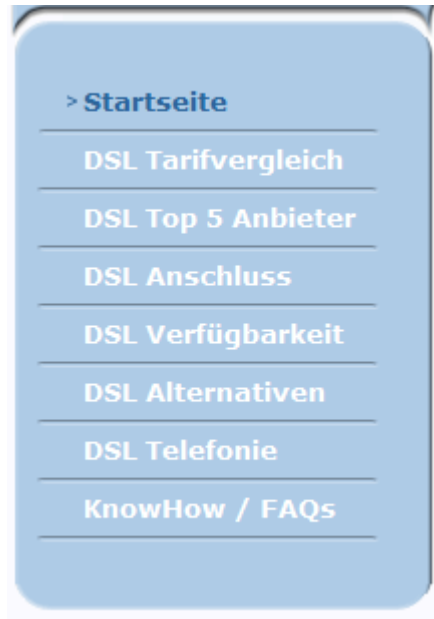 > Startseite
DSL Tarifvergleich
DSL Top 5 Anbieter
DSL Anschluss
DSL Verfügbarkeit
DSL Alternativen
DSL Telefonie
KnowHow / FAQs